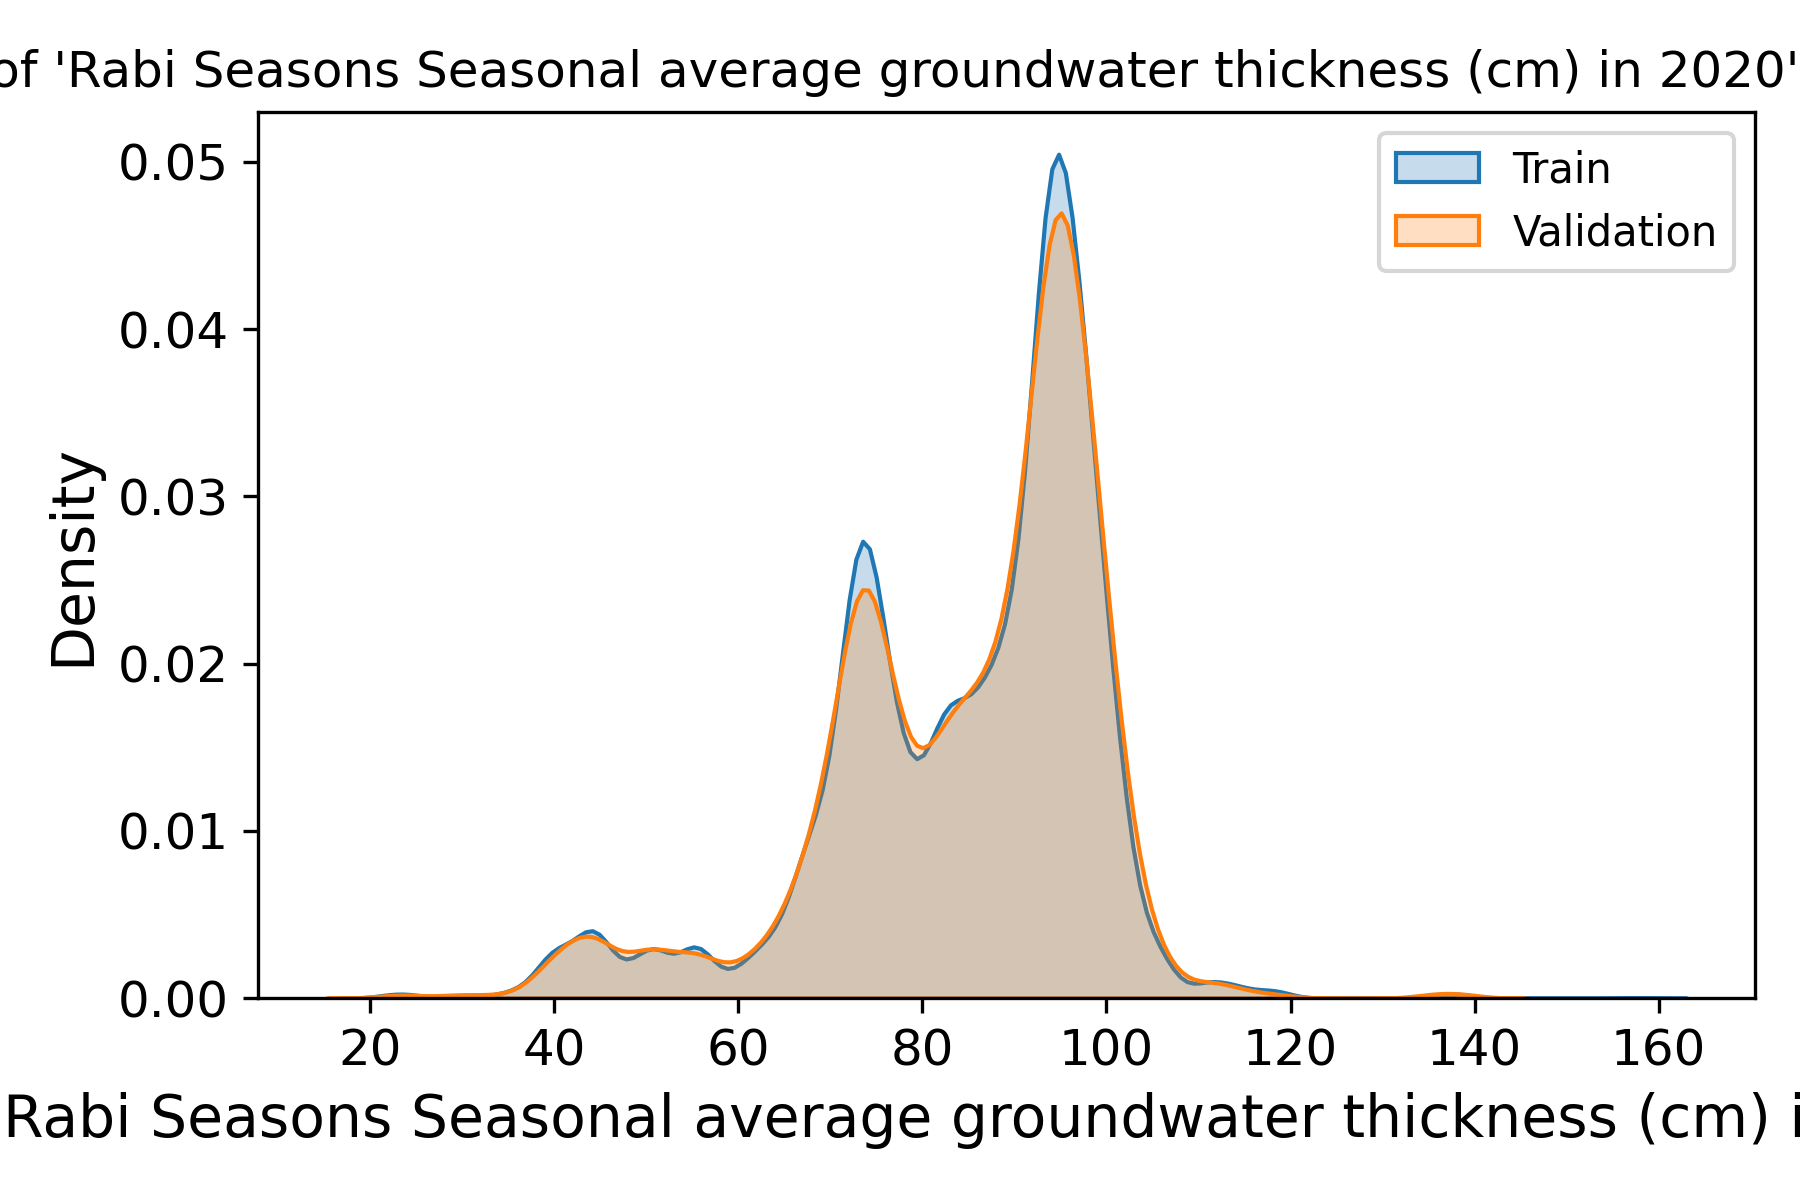 of 'Rabi Seasons Seasonal average groundwater thickness (cm) in 2020'
Train
Validation
Density
0.05
0.04
0.03
0.02
0.01
0.00
20 40 60 80 100 120 140 160
Rabi Seasons Seasonal average groundwater thickness (cm) i